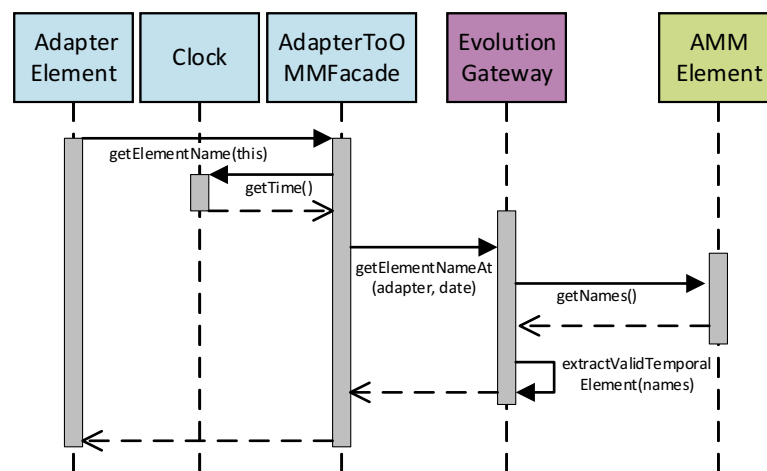 Adapter
Element
Clock
AdapterToO
MMFacade
Evolution
Gateway
AMM
Element
getElementName(this)
getTime()
getElementNameAt
(adapter, date)
getNames()
extractValidTemporal
Element(names)